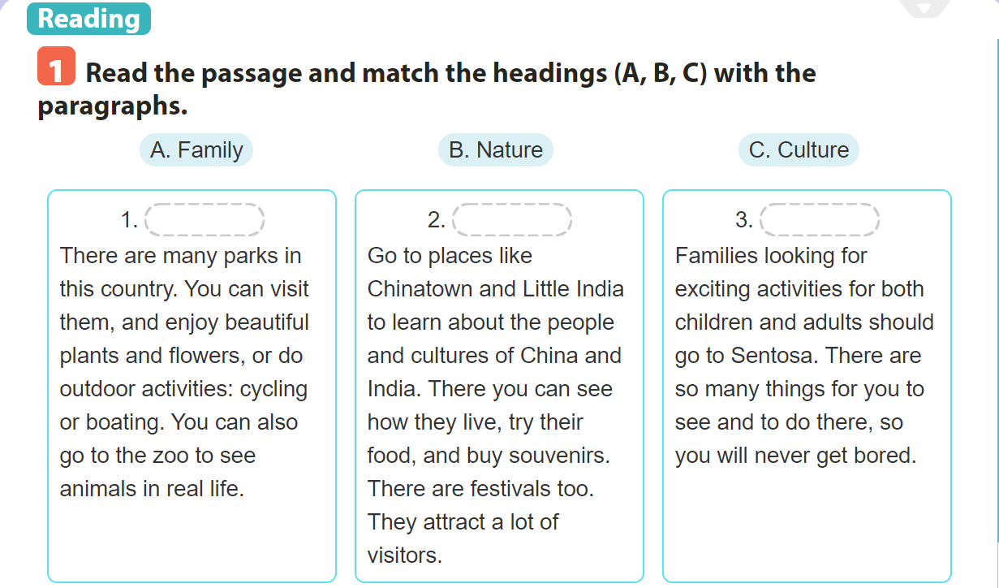 Reading
1 Read the passage and match the headings (A, B, C) with the
paragraphs.
A. Family
B. Nature
C. Culture
1.
There are many parks in
this country. You can visit
them, and enjoy beautiful
plants and flowers, or do
outdoor activities: cycling
or boating. You can also
go to the zoo to see
animals in real life.
2.
Go to places like
Chinatown and Little India
to learn about the people
and cultures of China and
India. There you can see
how they live, try their
food, and buy souvenirs.
There are festivals too.
They attract a lot of
visitors.
3.
Families looking for
exciting activities for both
children and adults should
go to Sentosa. There are
so many things for you to
see and to do there, so
you will never get bored.